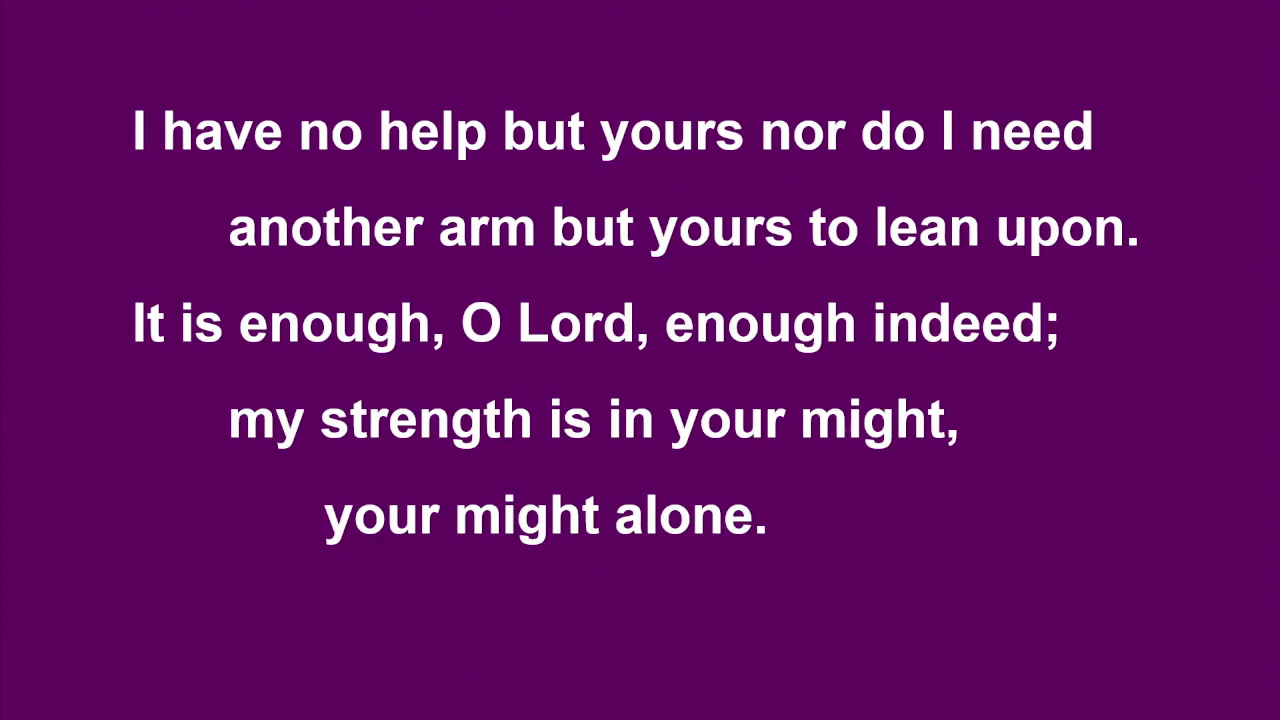 I have no help but yours nor do I need
another arm but yours to lean upon.
It is enough, O Lord, enough indeed;
my strength is in your might,
your might alone.